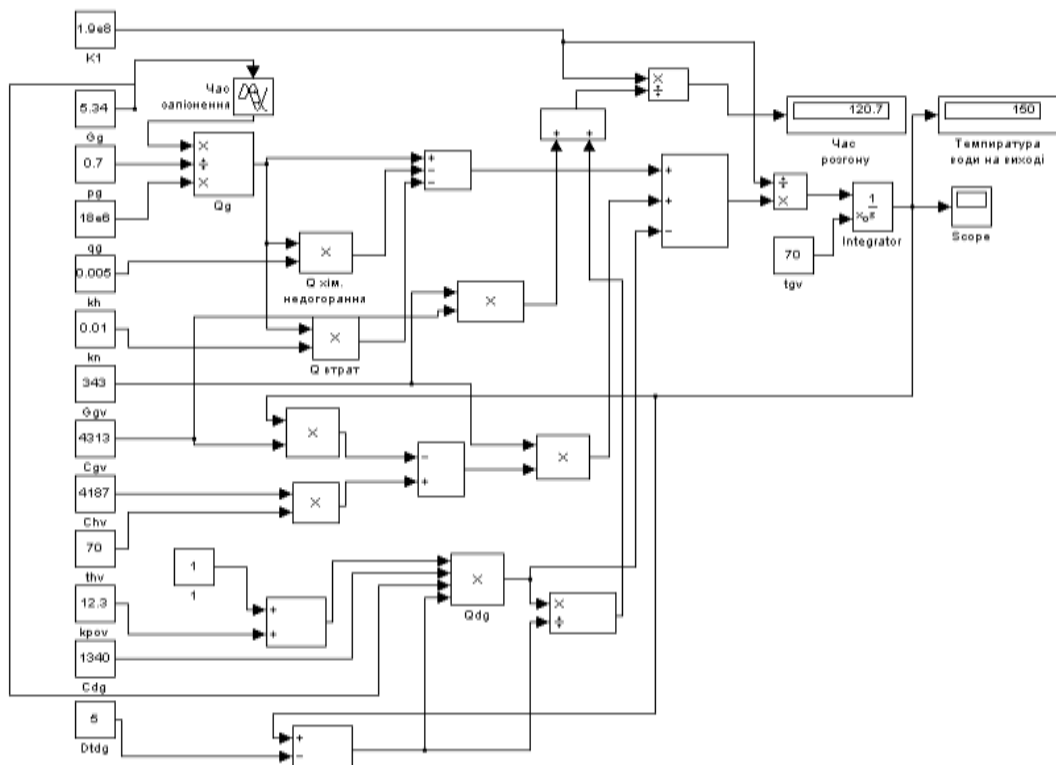 1.9e8
K1
5.34
Gg
0.7
pg
18e6
qg
0.005
kh
0.01
kn
343
Ggv
4313
Cgv
4187
Chv
70
thv
12.3
kpov
1340
Cdg
5
Dtdg
Час
запізнення
×
÷
×
Qg
+
−
−
×
Q хім.
недогорання
×
Q втрат
×
+ +
×
÷
120.7
Час
розгону
150
Темпиратура
води на виході
+
+
−
÷
×
1
s
xo
Integrator
70
tgv
Scope
×
×
−
+
×
1
1
+
+
×
Qdg
×
÷
+
−